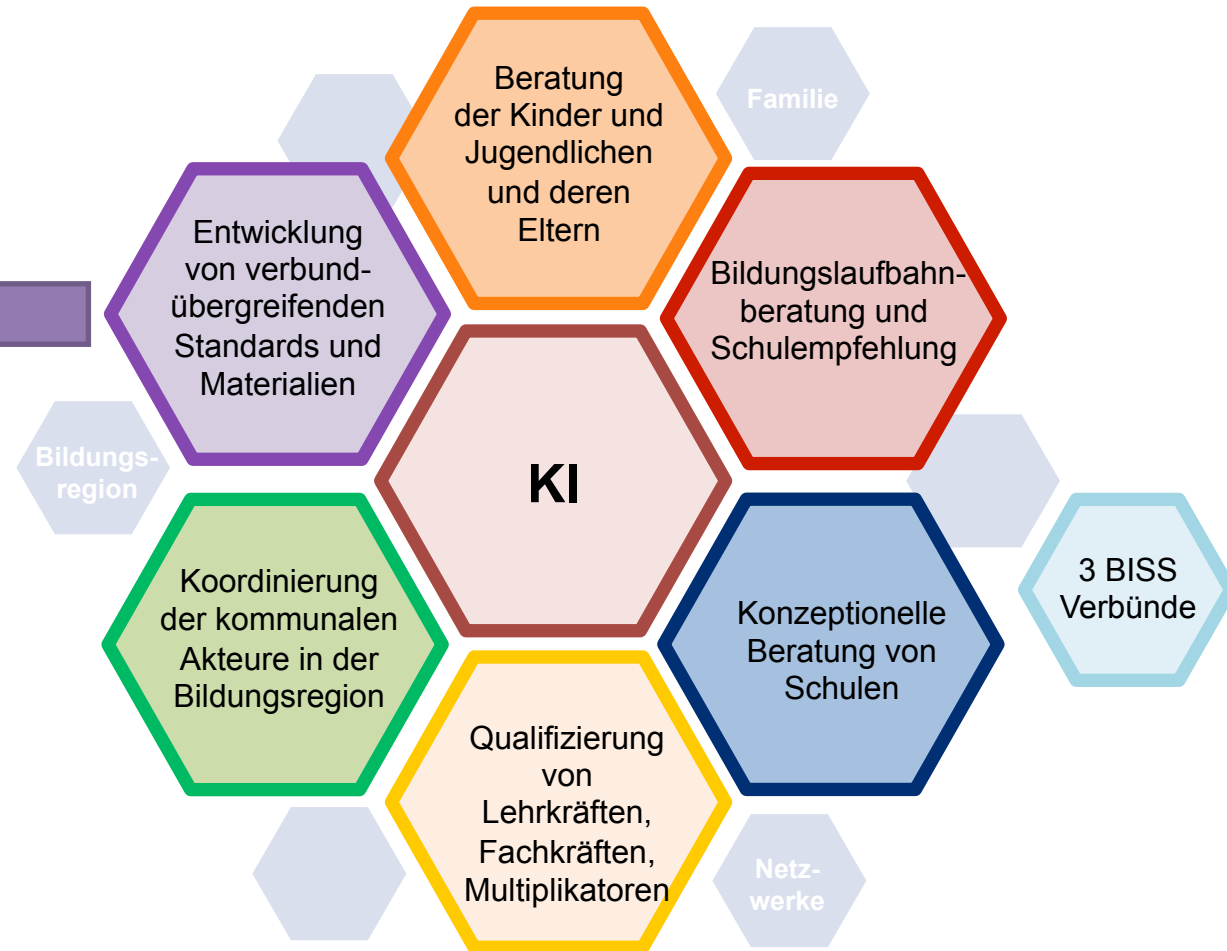 Beratung
der Kinder und
Jugendlichen
und deren
Eltern
Familie
Entwicklung
von verbund-
übergreifenden
Standards und
Materialien
Bildungslaufbahn-
beratung und
Schulempfehlung
Bildungs-
region
KI
3 BISS
Verbünde
Koordinierung
der kommunalen
Akteure in der
Bildungsregion
Konzeptionelle
Beratung von
Schulen
Qualifizierung
von
Lehrkräften,
Fachkräften,
Multiplikatoren
Netz-
werke